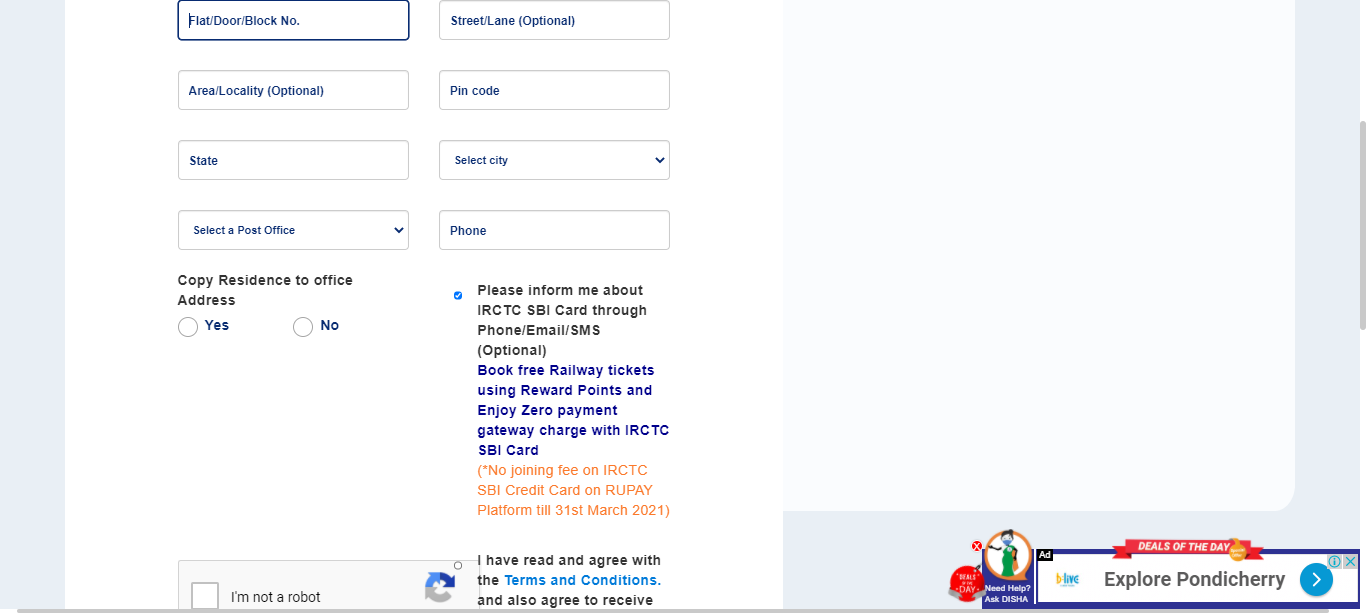 Flat/Door/Block No.
Street/Lane (Optional)
Area/Locality (Optional)
Pin code
State
Select city
Select a Post Office
Phone
Copy Residence to office
Address
Yes
No
Please inform me about
IRCTC SBI Card through
Phone/Email/SMS
(Optional)
Book free Railway tickets
using Reward Points and
Enjoy Zero payment
gateway charge with IRCTC
SBI Card
(*No joining fee on IRCTC
SBI Credit Card on RUPAY
Platform till 31st March 2021)
I have read and agree with
the Terms and Conditions.
and also agree to receive
I'm not a robot
DEALS OF THE DAY
Need Help?
Ask DISHA
Ad
DEALS OF THE DAY
b-live
Explore Pondicherry